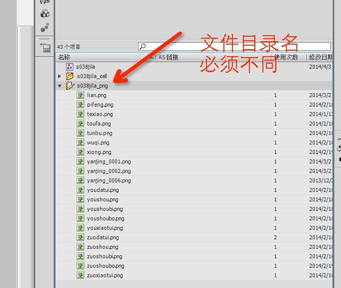 文件目录名
必须不同
43 个项目
名称 AS 链接 使用次数 修改日期
s038jila 2014/4/3
s038jila_cell
s038jila_png
lian.png 1 2014/3/2
pifeng.png 1 2014/2/1
texiao.png 1 2014/1/1
toufa.png 1 2014/2/1
tunbu.png 1 2014/2/1
wuqi.png 1 2014/2/1
xiong.png 1 2014/2/1
yanjing_0001.png 1 2014/3/2
yanjing_0002.png 1 2014/3/2
yanjing_0006.png 1 2013/12/
youdatui.png 1 2014/2/1
youshou.png 1 2014/2/1
youshoubi.png 1 2014/2/1
youshoubo.png 1 2014/2/1
youxiaotui.png 1 2014/2/1
zuodatui.png 2 2014/2/1
zuoshou.png 1 2014/2/1
zuoshoubi.png 1 2014/2/1
zuoshoubo.png 1 2014/2/1
zuoxiaotui.png 1 2014/2/1